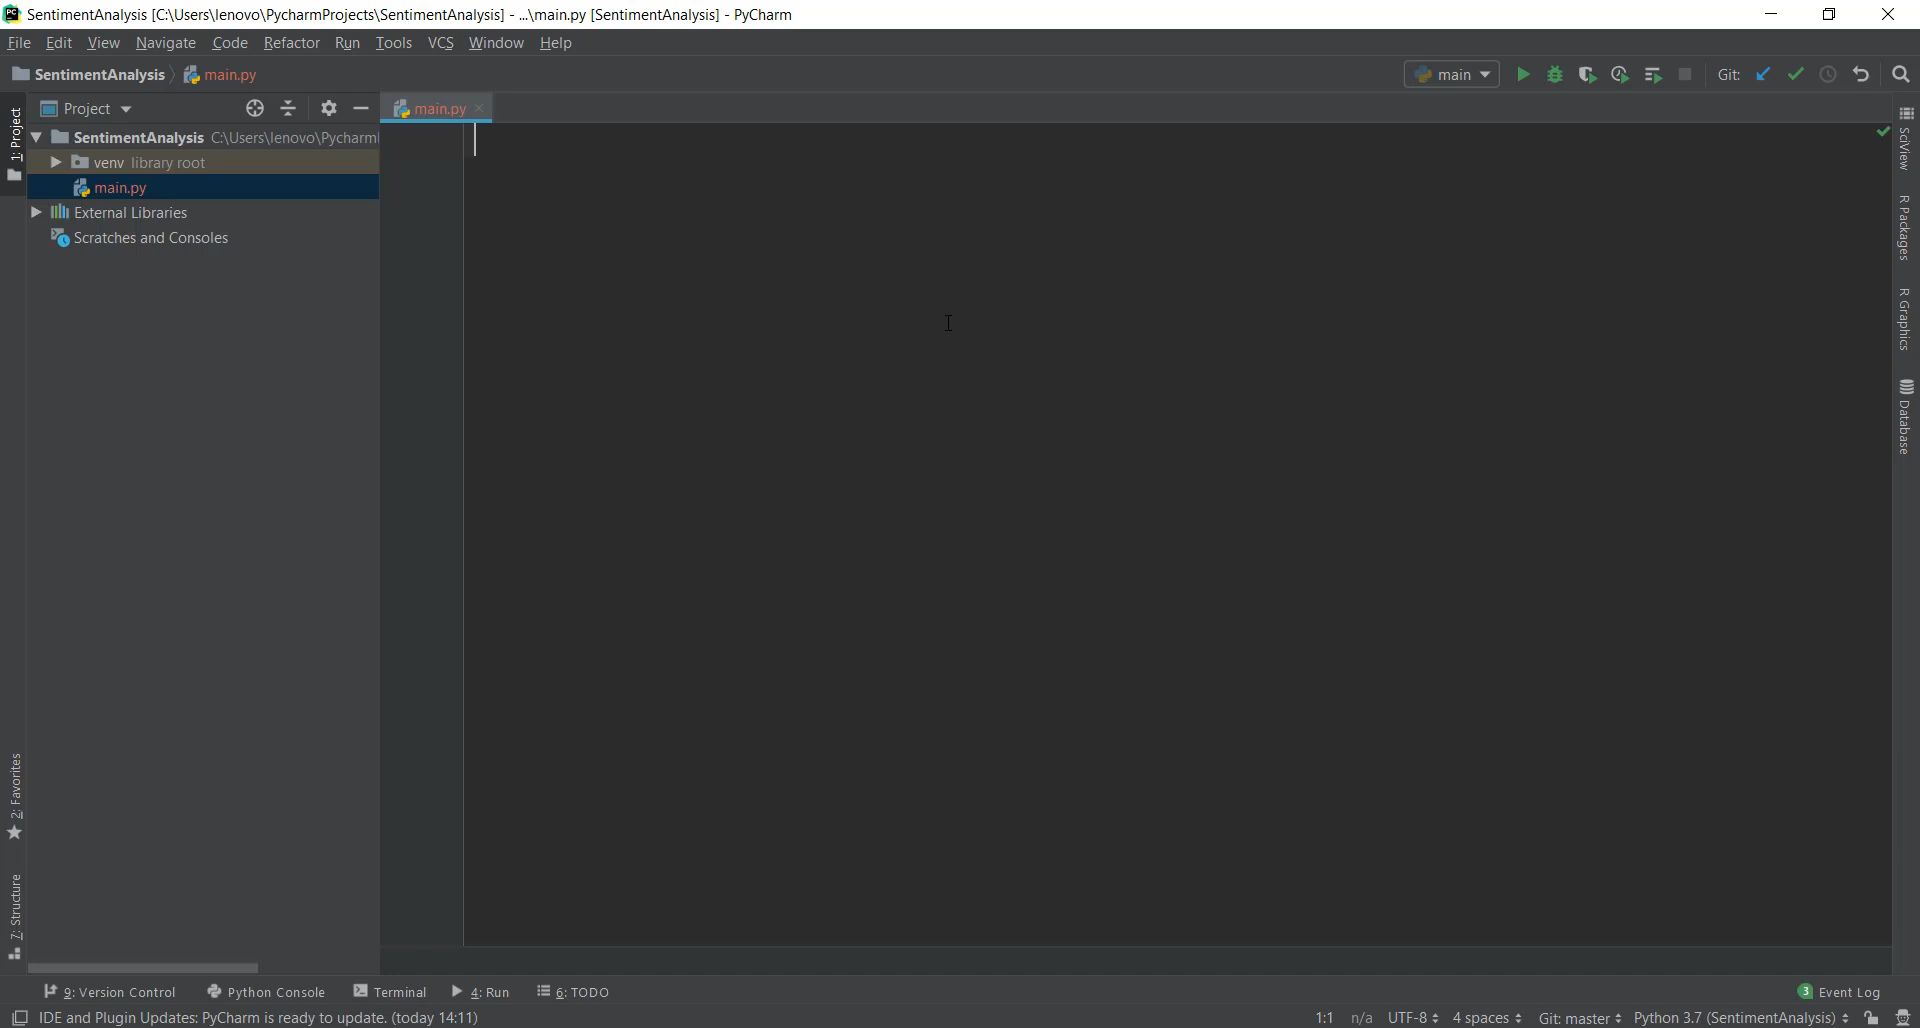 SentimentAnalysis [C:\Users\lenovo\PycharmProjects\SentimentAnalysis] - ...\main.py [SentimentAnalysis] - PyCharm
File Edit View Navigate Code Refactor Run Tools VCS Window Help
SentimentAnalysis main.py main Git:
1: Project
Project
main.py
SentimentAnalysis C:\Users\lenovo\Pycharm
venv library root
main.py
External Libraries
Scratches and Consoles
SciView
R Packages
R Graphics
Database
2: Favorites
7: Structure
9: Version Control Python Console Terminal 4: Run 6: TODO 3 Event Log
IDE and Plugin Updates: PyCharm is ready to update. (today 14:11) 1:1 n/a UTF-8 4 spaces Git: master Python 3.7 (SentimentAnalysis)